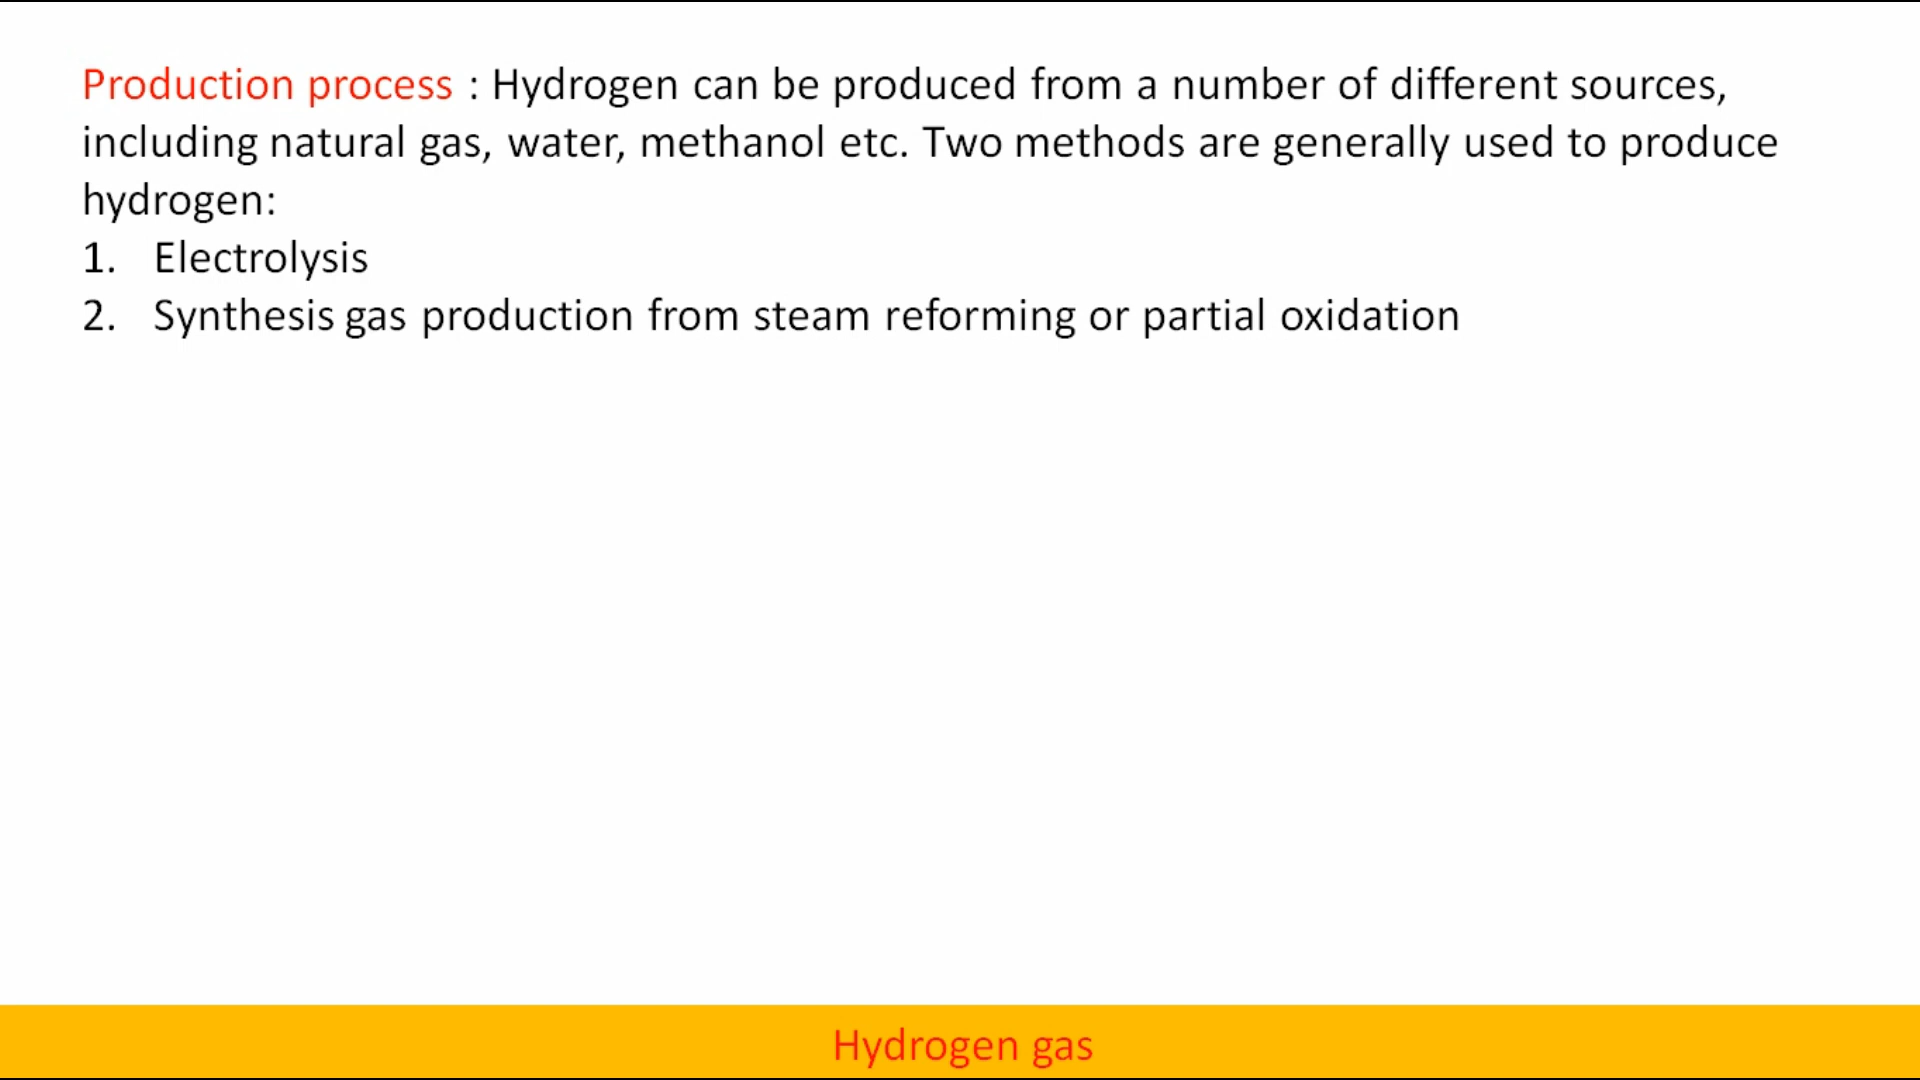 Production process : Hydrogen can be produced from a number of different sources,
including natural gas, water, methanol etc. Two methods are generally used to produce
hydrogen:
1. Electrolysis
2. Synthesis gas production from steam reforming or partial oxidation
Hydrogen gas